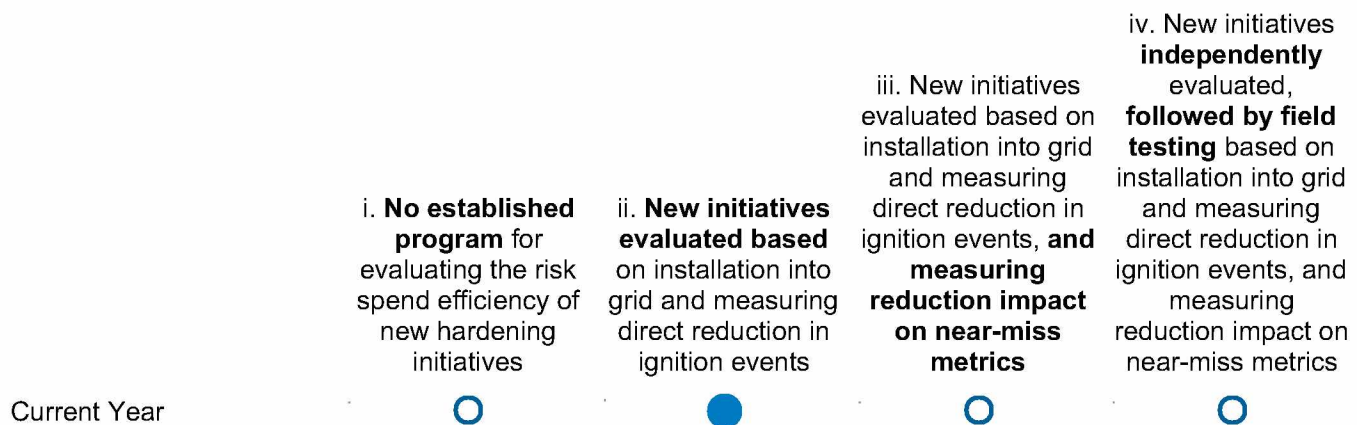 i. No established
program for
evaluating the risk
spend efficiency of
new hardening
initiatives
ii. New initiatives
evaluated based
on installation into
grid and measuring
direct reduction in
ignition events
iii. New initiatives
evaluated based on
installation into grid
and measuring
direct reduction in
ignition events, and
measuring
reduction impact
on near-miss
metrics
iv. New initiatives
independently
evaluated,
followed by field
testing based on
installation into grid
and measuring
direct reduction in
ignition events, and
measuring
reduction impact on
near-miss metrics
Current Year